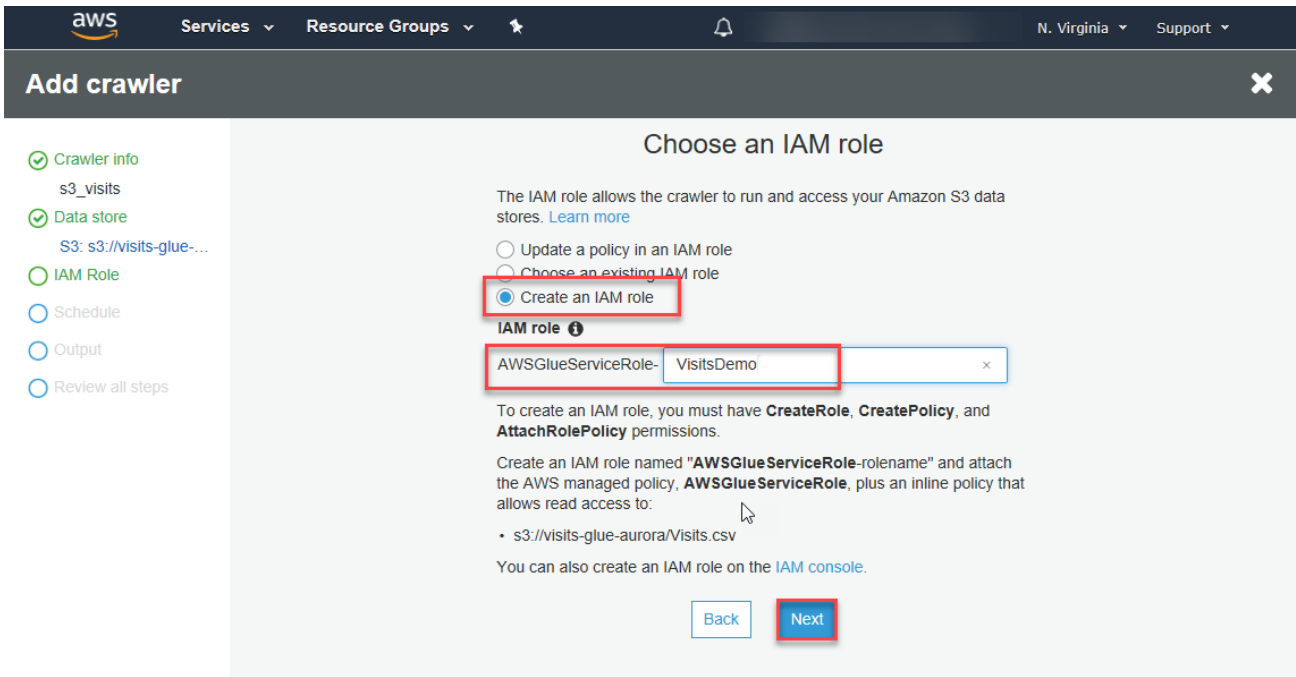 aws Services Resource Groups N. Virginia Support
Add crawler
Crawler info
s3_visits
Data store
S3: s3://visits-glue-...
IAM Role
Schedule
Output
Review all steps
Choose an IAM role
The IAM role allows the crawler to run and access your Amazon S3 data
stores. Learn more
Update a policy in an IAM role
Choose an existing IAM role
Create an IAM role
IAM role
AWSGlueServiceRole- VisitsDemo
To create an IAM role, you must have CreateRole, CreatePolicy, and
AttachRolePolicy permissions.
Create an IAM role named "AWSGlueServiceRole-rolename" and attach
the AWS managed policy, AWSGlueServiceRole, plus an inline policy that
allows read access to:
• s3://visits-glue-aurora/Visits.csv
You can also create an IAM role on the IAM console.
Back Next